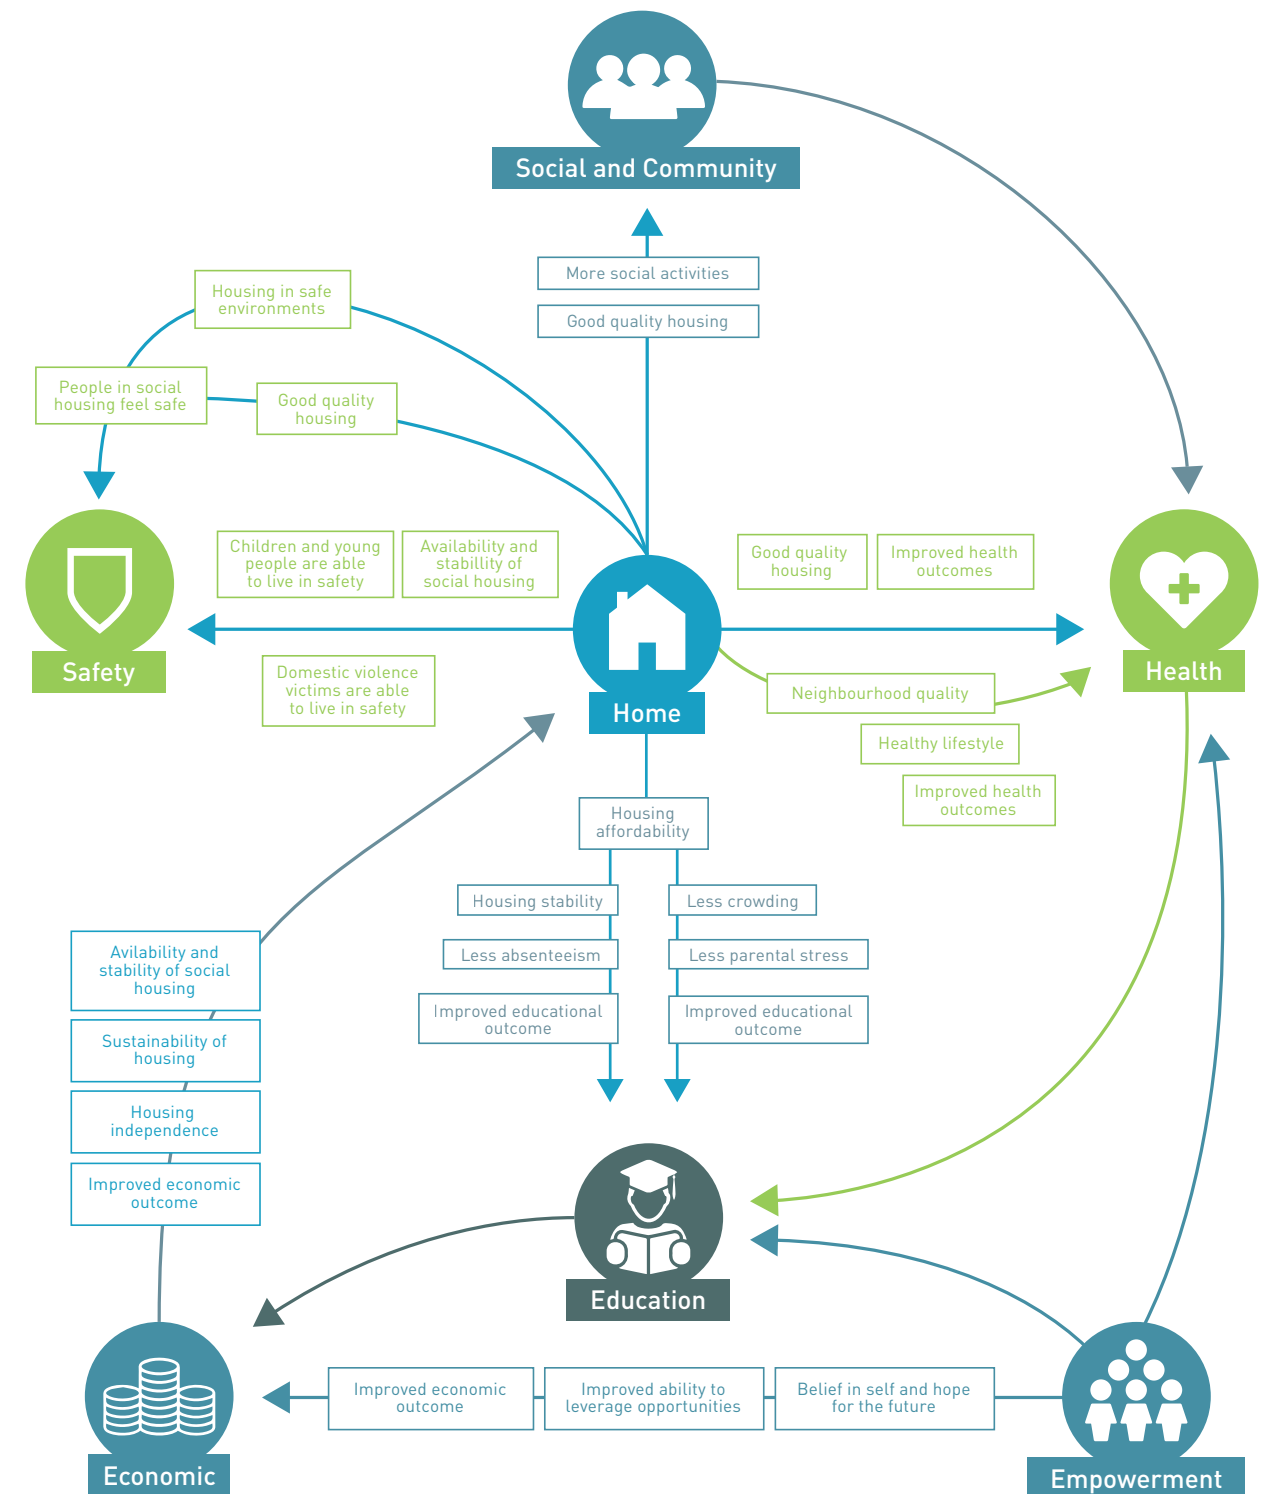 Social and Community
More social activities
Good quality housing
Housing in safe
environments
People in social
housing feel safe
Good quality
housing
Children and young
people are able
to live in safety
Availability and
stability of
social housing
Good quality
housing
Improved health
outcomes
Safety
Domestic violence
victims are able
to live in safety
Home
Health
Neighbourhood quality
Healthy lifestyle
Improved health
outcomes
Housing
affordability
Housing stability
Less crowding
Less absenteeism
Less parental stress
Improved educational
outcome
Improved educational
outcome
Avilability and
stability of social
housing
Sustainability of
housing
Housing
independence
Improved economic
outcome
Education
Improved economic
outcome
Improved ability to
leverage opportunities
Belief in self and hope
for the future
Economic
Empowerment